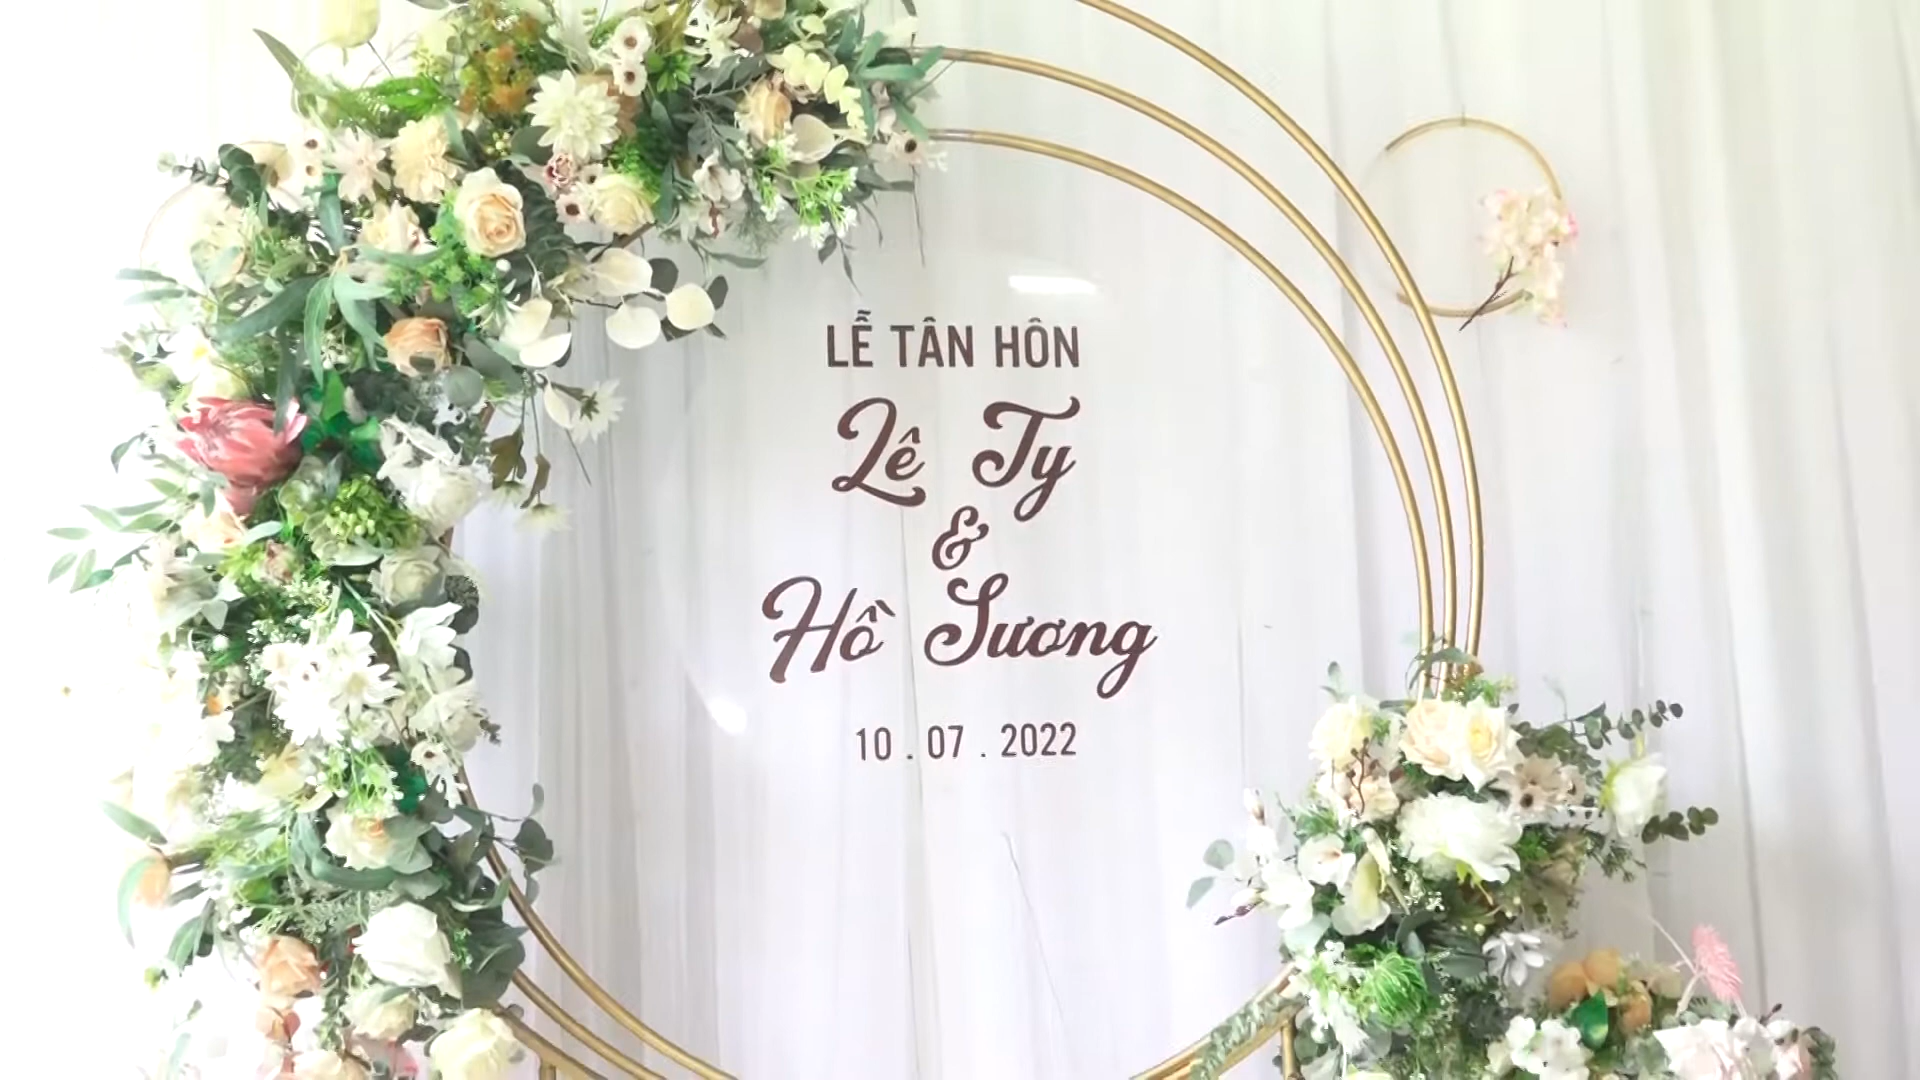 LỄ TÂN HÔN
Lê Ty
&
Hồ Sương
10 . 07 . 2022